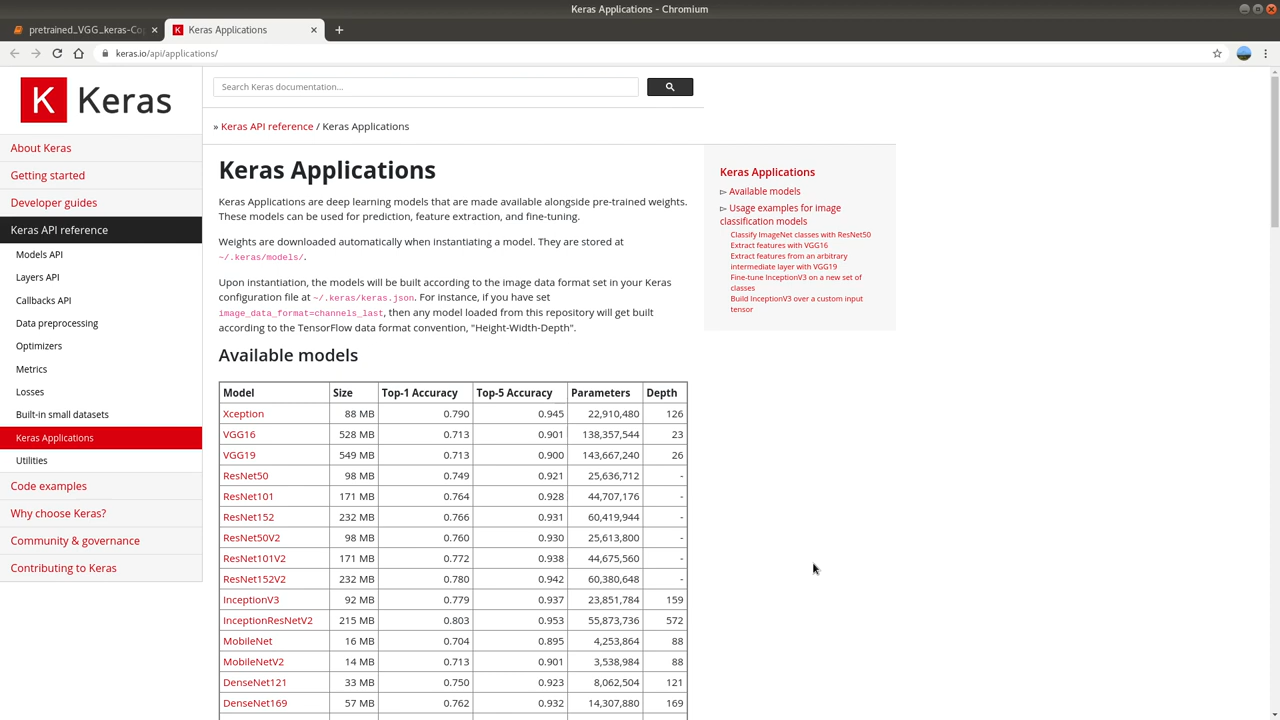 Keras Applications - Chromium
pretrained_VGG_keras-Co
Keras Applications
keras.io/api/applications/
K Keras
About Keras
Getting started
Developer guides
Keras API reference
Models API
Layers API
Callbacks API
Data preprocessing
Optimizers
Metrics
Losses
Built-in small datasets
Keras Applications
Utilities
Code examples
Why choose Keras?
Community & governance
Contributing to Keras
Search Keras documentation...
» Keras API reference / Keras Applications
Keras Applications
Keras Applications are deep learning models that are made available alongside pre-trained weights.
These models can be used for prediction, feature extraction, and fine-tuning.
Weights are downloaded automatically when instantiating a model. They are stored at
~/.keras/models/.
Upon instantiation, the models will be built according to the image data format set in your Keras
configuration file at ~/.keras/keras.json. For instance, if you have set
image_data_format=channels_last, then any model loaded from this repository will get built
according to the TensorFlow data format convention, "Height-Width-Depth".
Available models
Model Size Top-1 Accuracy Top-5 Accuracy Parameters Depth
Xception 88 MB 0.790 0.945 22,910,480 126
VGG16 528 MB 0.713 0.901 138,357,544 23
VGG19 549 MB 0.713 0.900 143,667,240 26
ResNet50 98 MB 0.749 0.921 25,636,712 -
ResNet101 171 MB 0.764 0.928 44,707,176 -
ResNet152 232 MB 0.766 0.931 60,419,944 -
ResNet50V2 98 MB 0.760 0.930 25,613,800 -
ResNet101V2 171 MB 0.772 0.938 44,675,560 -
ResNet152V2 232 MB 0.780 0.942 60,380,648 -
InceptionV3 92 MB 0.779 0.937 23,851,784 159
InceptionResNetV2 215 MB 0.803 0.953 55,873,736 572
MobileNet 16 MB 0.704 0.895 4,253,864 88
MobileNetV2 14 MB 0.713 0.901 3,538,984 88
DenseNet121 33 MB 0.750 0.923 8,062,504 121
DenseNet169 57 MB 0.762 0.932 14,307,880 169
Keras Applications
▻ Available models
▻ Usage examples for image
classification models
Classify ImageNet classes with ResNet50
Extract features with VGG16
Extract features from an arbitrary
intermediate layer with VGG19
Fine-tune InceptionV3 on a new set of
classes
Build InceptionV3 over a custom input
tensor